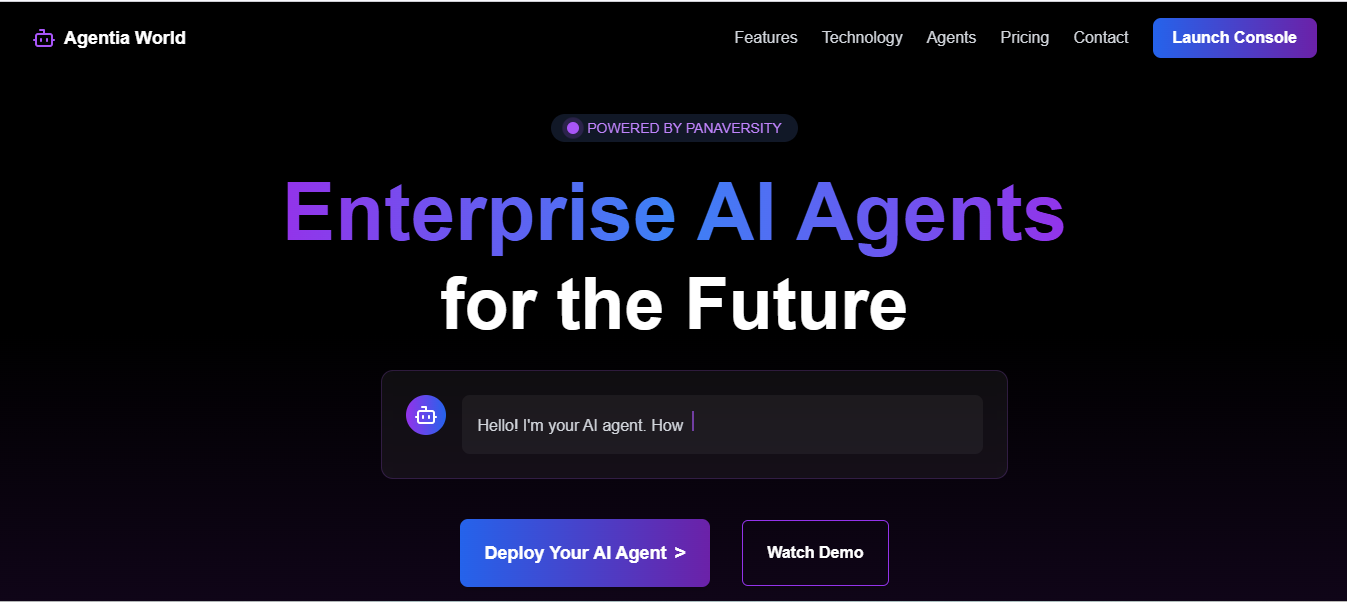 Agentia World
Features Technology Agents Pricing Contact Launch Console
POWERED BY PANAVERSITY
Enterprise AI Agents
for the Future
Hello! I'm your AI agent. How
Deploy Your AI Agent >
Watch Demo